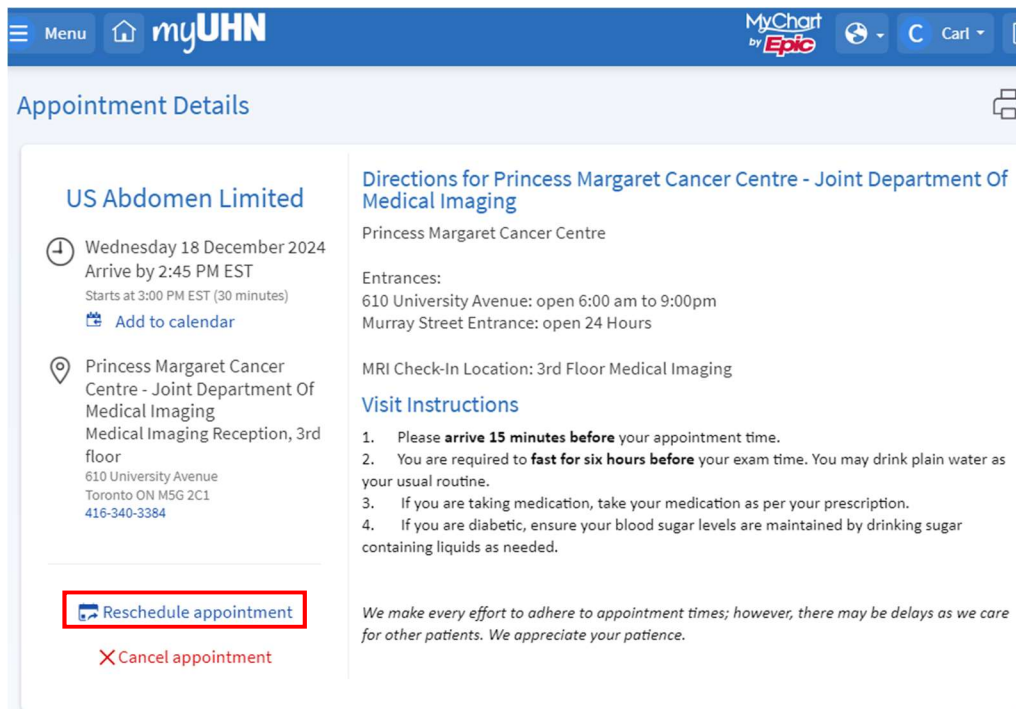 Menu
myUHN
MyChart
by Epic
C Carl
Appointment Details
US Abdomen Limited
Wednesday 18 December 2024
Arrive by 2:45 PM EST
Starts at 3:00 PM EST (30 minutes)
Add to calendar
Princess Margaret Cancer
Centre - Joint Department Of
Medical Imaging
Medical Imaging Reception, 3rd
floor
610 University Avenue
Toronto ON M5G 2C1
416-340-3384
Reschedule appointment
Cancel appointment
Directions for Princess Margaret Cancer Centre - Joint Department Of
Medical Imaging
Princess Margaret Cancer Centre
Entrances:
610 University Avenue: open 6:00 am to 9:00pm
Murray Street Entrance: open 24 Hours
MRI Check-In Location: 3rd Floor Medical Imaging
Visit Instructions
1. Please arrive 15 minutes before your appointment time.
2. You are required to fast for six hours before your exam time. You may drink plain water as
your usual routine.
3. If you are taking medication, take your medication as per your prescription.
4. If you are diabetic, ensure your blood sugar levels are maintained by drinking sugar
containing liquids as needed.
We make every effort to adhere to appointment times; however, there may be delays as we care
for other patients. We appreciate your patience.